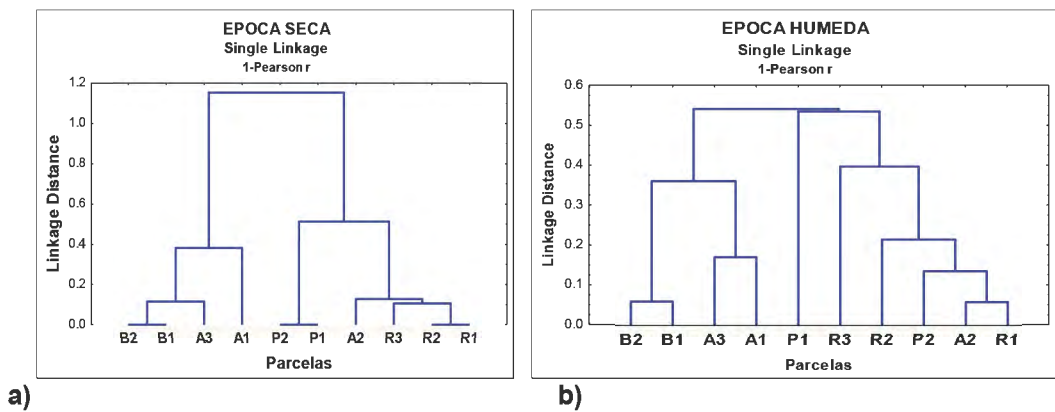 EPOCA SECA
Single Linkage
1-Pearson r
1.2
1.0
0.8
0.6
0.4
0.2
0.0
Linkage Distance
B2 B1 A3 A1 P2 P1 A2 R3 R2 R1
Parcelas
a)
EPOCA HUMEDA
Single Linkage
1-Pearson r
0.6
0.5
0.4
0.3
0.2
0.1
0.0
Linkage Distance
B2 B1 A3 A1 P1 R3 R2 P2 A2 R1
Parcelas
b)